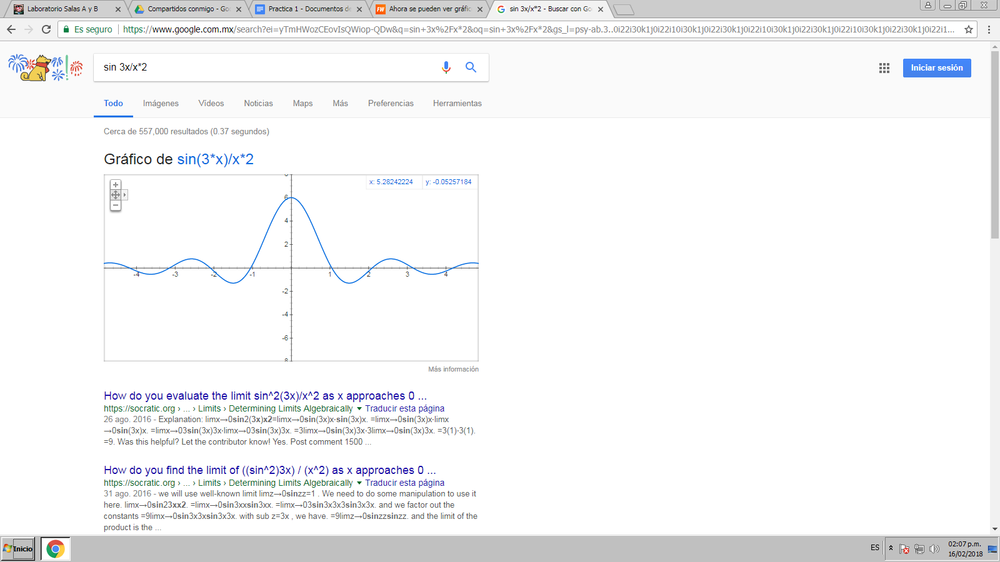 Laboratorio Salas A y B
Compartidos conmigo - Go
Practica 1 - Documentos de
Ahora se pueden ver gráfic
sin 3x/x*2 - Buscar con Go
Es seguro
https://www.google.com.mx/search?ei=yTmHWozCEovIsQWiop-QDw&q=sin+3x%2Fx*2&oq=sin+3x%2Fx*2&gs_l=psy-ab.3..0i22i30k1j0i22i10i30k1j0i22i30k1j0i22i10i30k1j0i22i10i30k1j0i22i30k1j0i22i1...
sin 3x/x*2
Iniciar sesión
Todo
Imágenes
Vídeos
Noticias
Maps
Más
Preferencias
Herramientas
Cerca de 557,000 resultados (0.37 segundos)
Gráfico de sin(3*x)/x*2
x: 5.28242224
y: -0.05257184
8
6
4
2
-4
-3
-2
-1
1
2
3
4
-2
-4
-6
-8
Más información
How do you evaluate the limit sin^2(3x)/x^2 as x approaches 0 ...
https://socratic.org › ... › Limits › Determining Limits Algebraically ▼ Traducir esta página
26 ago. 2016 - Explanation: limx→0sin2(3x)x2=limx→0sin(3x)x⋅sin(3x)x. =limx→0sin(3x)x⋅limx
→0sin(3x)x. =limx→03sin(3x)3x⋅limx→03sin(3x)3x. =3limx→0sin(3x)3x⋅3limx→0sin(3x)3x. =3(1)⋅3(1).
=9. Was this helpful? Let the contributor know! Yes. Post comment 1500 ...
How do you find the limit of ((sin^2)3x) / (x^2) as x approaches 0 ...
https://socratic.org › ... › Limits › Determining Limits Algebraically ▼ Traducir esta página
31 ago. 2016 - we will use well-known limit limz→0sinzz=1 . We need to do some manipulation to use it
here. limx→0sin23xx2. =limx→0sin3xxsin3xx. =limx→03sin3x3x3sin3x3x. and we factor out the
constants =9limx→0sin3x3xsin3x3x. with sub z=3x , we have. =9limz→0sinzzsinzz. and the limit of the
product is the ...
Inicio
ES
02:07 p.m.
16/02/2018